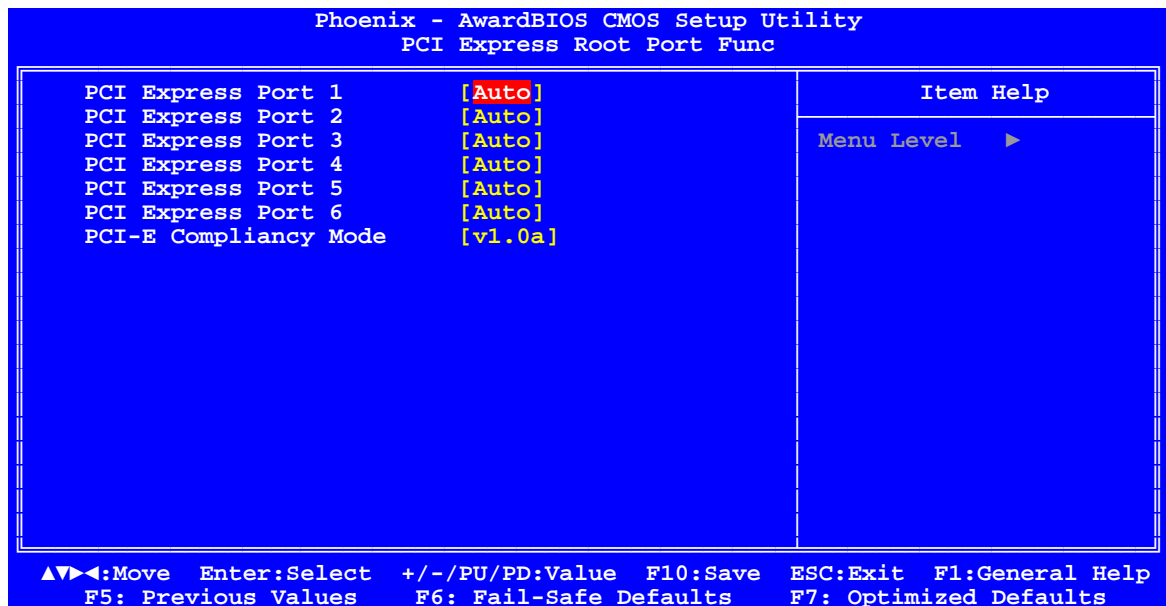 Phoenix - AwardBIOS CMOS Setup Utility
PCI Express Root Port Func
PCI Express Port 1 [Auto]
PCI Express Port 2 [Auto]
PCI Express Port 3 [Auto]
PCI Express Port 4 [Auto]
PCI Express Port 5 [Auto]
PCI Express Port 6 [Auto]
PCI-E Compliancy Mode [v1.0a]
Item Help
Menu Level ►
▲▼►◄:Move Enter:Select +/-/PU/PD:Value F10:Save ESC:Exit F1:General Help
F5: Previous Values F6: Fail-Safe Defaults F7: Optimized Defaults